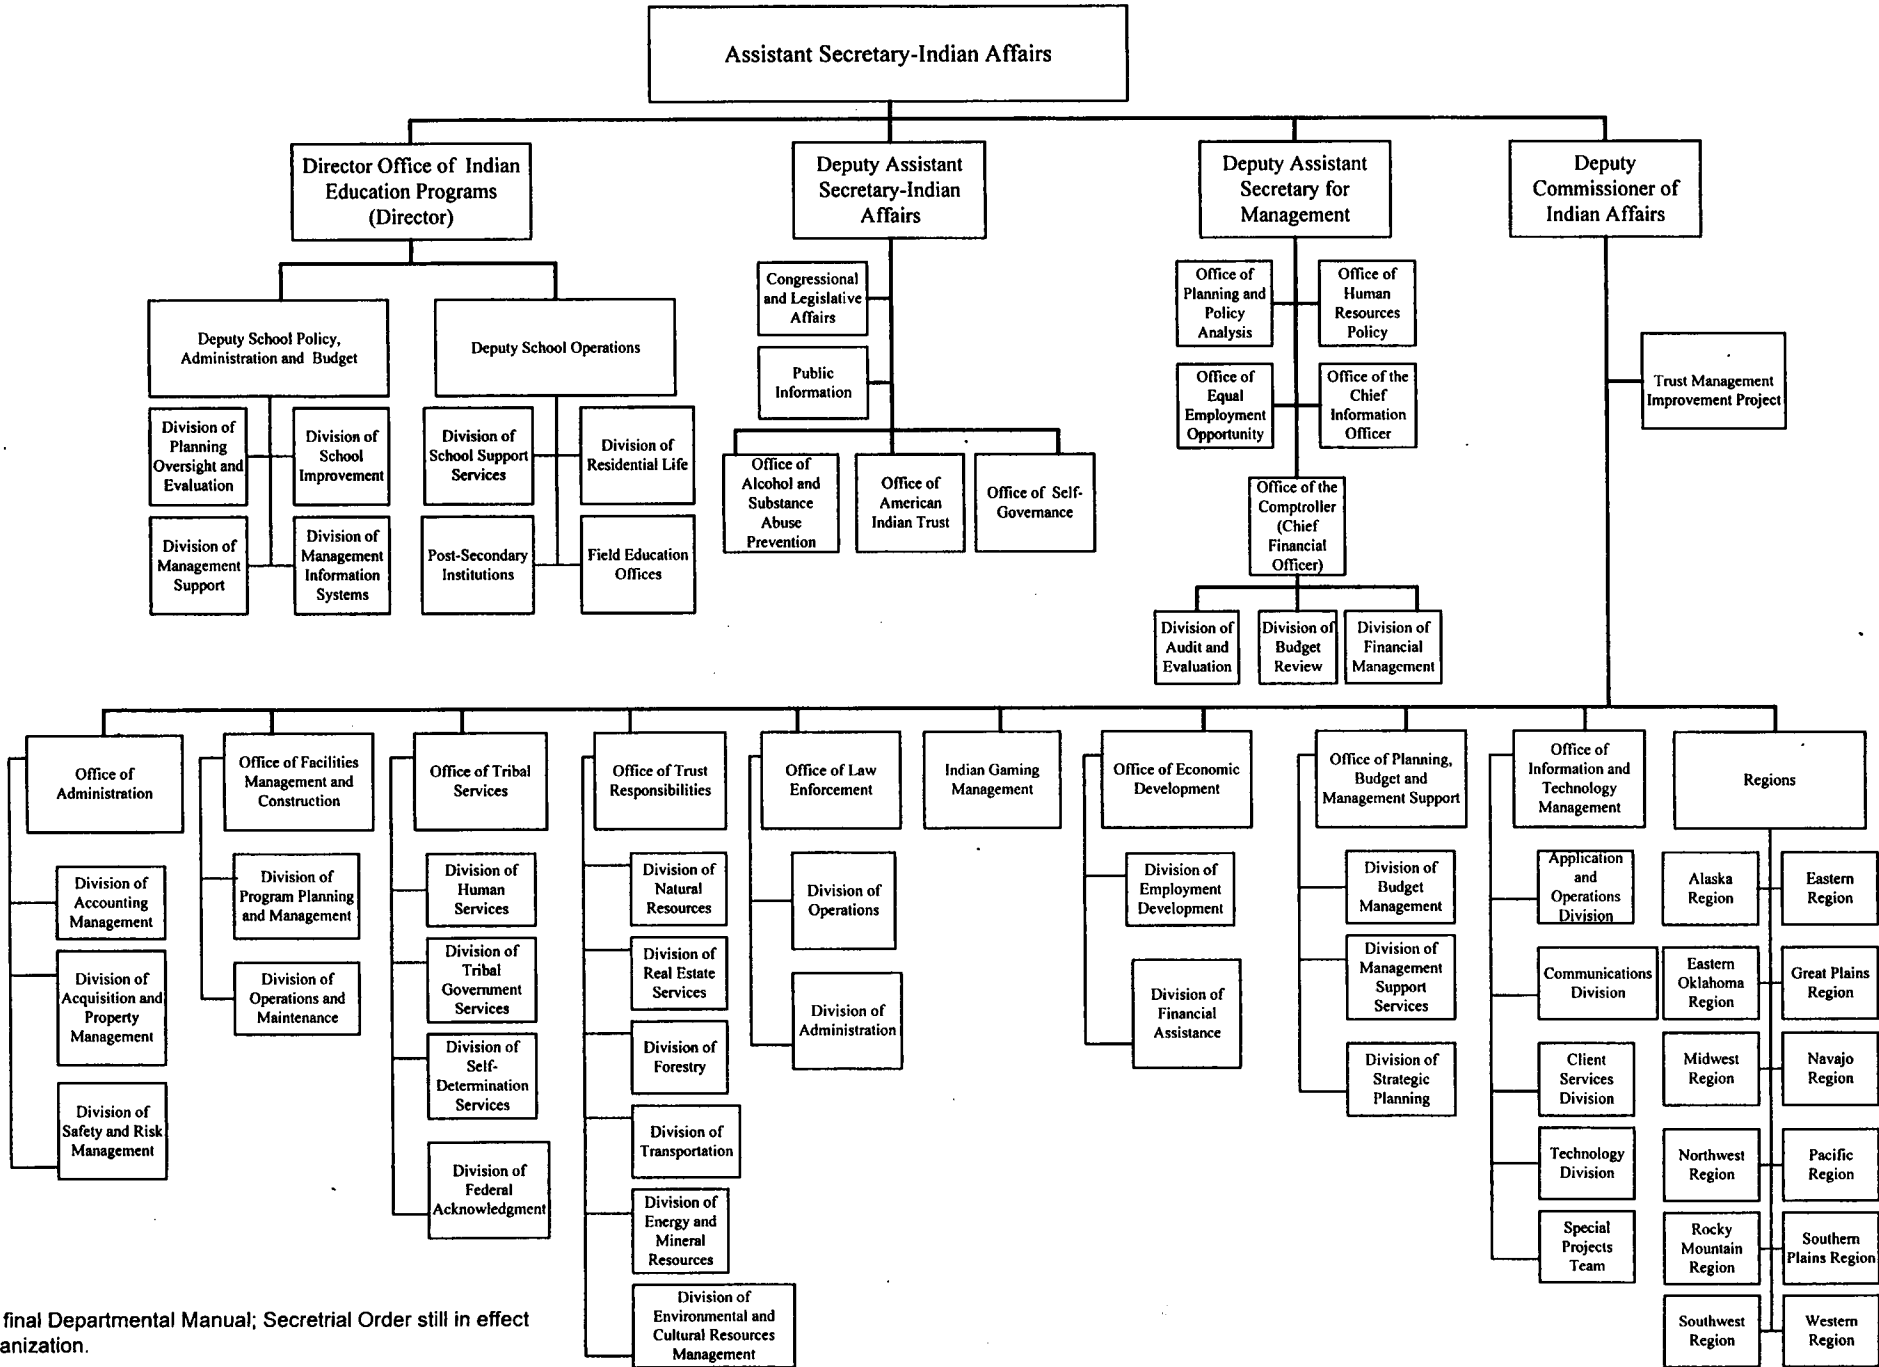 Assistant Secretary-Indian Affairs
Director Office of Indian
Education Programs
(Director)
Deputy Assistant
Secretary-Indian
Affairs
Deputy Assistant
Secretary for
Management
Deputy
Commissioner of
Indian Affairs
Deputy School Policy,
Administration and Budget
Deputy School Operations
Division of
Planning
Oversight and
Evaluation
Division of
School
Improvement
Division of
Management
Support
Division of
Management
Information
Systems
Division of
School Support
Services
Division of
Residential Life
Post-Secondary
Institutions
Field Education
Offices
Congressional
and Legislative
Affairs
Public
Information
Office of
Alcohol and
Substance
Abuse
Prevention
Office of
American
Indian Trust
Office of Self-
Governance
Office of
Planning and
Policy
Analysis
Office of
Human
Resources
Policy
Office of
Equal
Employment
Opportunity
Office of the
Chief
Information
Officer
Office of the
Comptroller
(Chief
Financial
Officer)
Division of
Audit and
Evaluation
Division of
Budget
Review
Division of
Financial
Management
Trust Management
Improvement Project
Office of
Administration
Division of
Accounting
Management
Division of
Acquisition and
Property
Management
Division of
Safety and Risk
Management
Office of Facilities
Management and
Construction
Division of
Program Planning
and Management
Division of
Operations and
Maintenance
Office of Tribal
Services
Division of
Human
Services
Division of
Tribal
Government
Services
Division of
Self-
Determination
Services
Division of
Federal
Acknowledgment
Office of Trust
Responsibilities
Division of
Natural
Resources
Division of
Real Estate
Services
Division of
Forestry
Division of
Transportation
Division of
Energy and
Mineral
Resources
Division of
Environmental and
Cultural Resources
Management
Office of Law
Enforcement
Division of
Operations
Division of
Administration
Indian Gaming
Management
Office of Economic
Development
Division of
Employment
Development
Division of
Financial
Assistance
Office of Planning,
Budget and
Management Support
Division of
Budget
Management
Division of
Management
Support
Services
Division of
Strategic
Planning
Office of
Information and
Technology
Management
Application
and
Operations
Division
Communications
Division
Client
Services
Division
Technology
Division
Special
Projects
Team
Regions
Alaska
Region
Eastern
Region
Eastern
Oklahoma
Region
Great Plains
Region
Midwest
Region
Navajo
Region
Northwest
Region
Pacific
Region
Rocky
Mountain
Region
Southern
Plains Region
Southwest
Region
Western
Region
final Departmental Manual; Secretrial Order still in effect
anization.